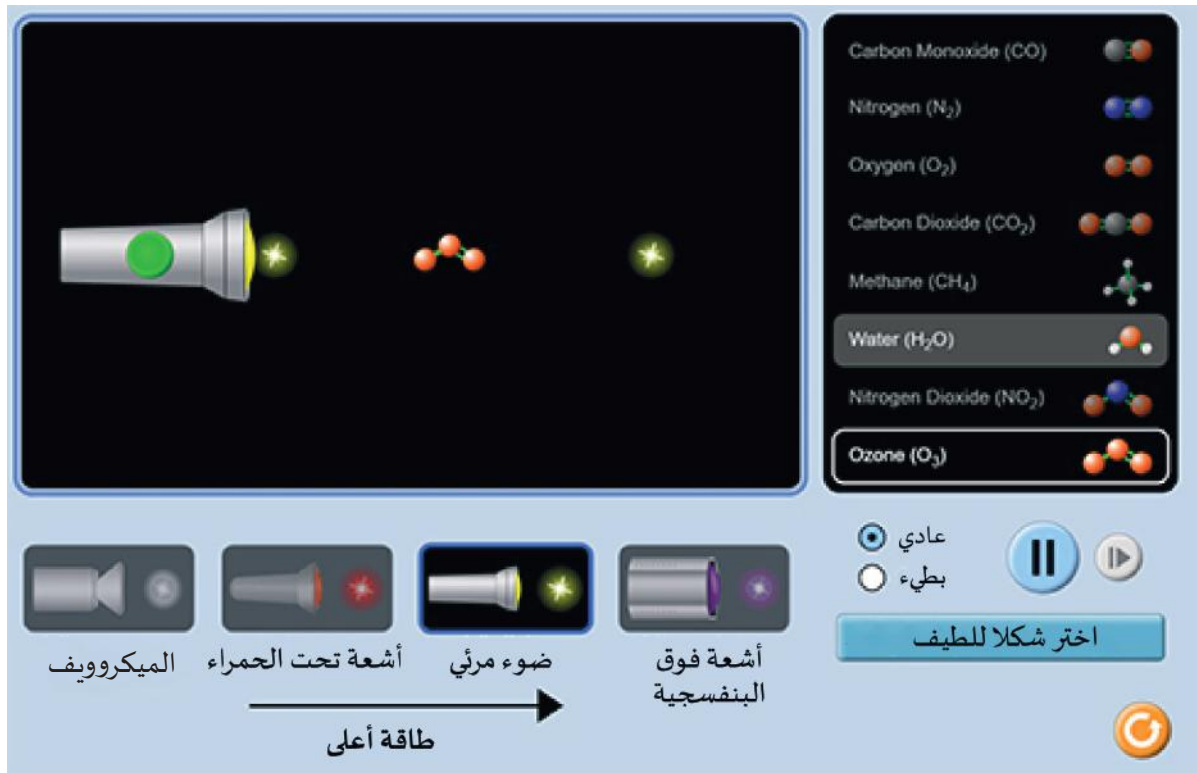 Carbon Monoxide (CO)
Nitrogen (N₂)
Oxygen (O₂)
Carbon Dioxide (CO₂)
Methane (CH₄)
Water (H₂O)
Nitrogen Dioxide (NO₂)
Ozone (O₃)
عادي
بطيء
اختر شكلا للطيف
الميكروويف
أشعة تحت الحمراء
ضوء مرئي
أشعة فوق
البنفسجية
طاقة أعلى